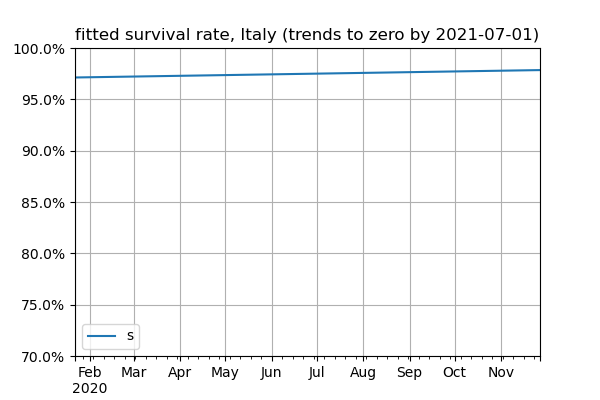 fitted survival rate, Italy (trends to zero by 2021-07-01)
100.0%
95.0%
90.0%
85.0%
80.0%
75.0%
70.0%
s
Feb Mar Apr May Jun Jul Aug Sep Oct Nov
2020